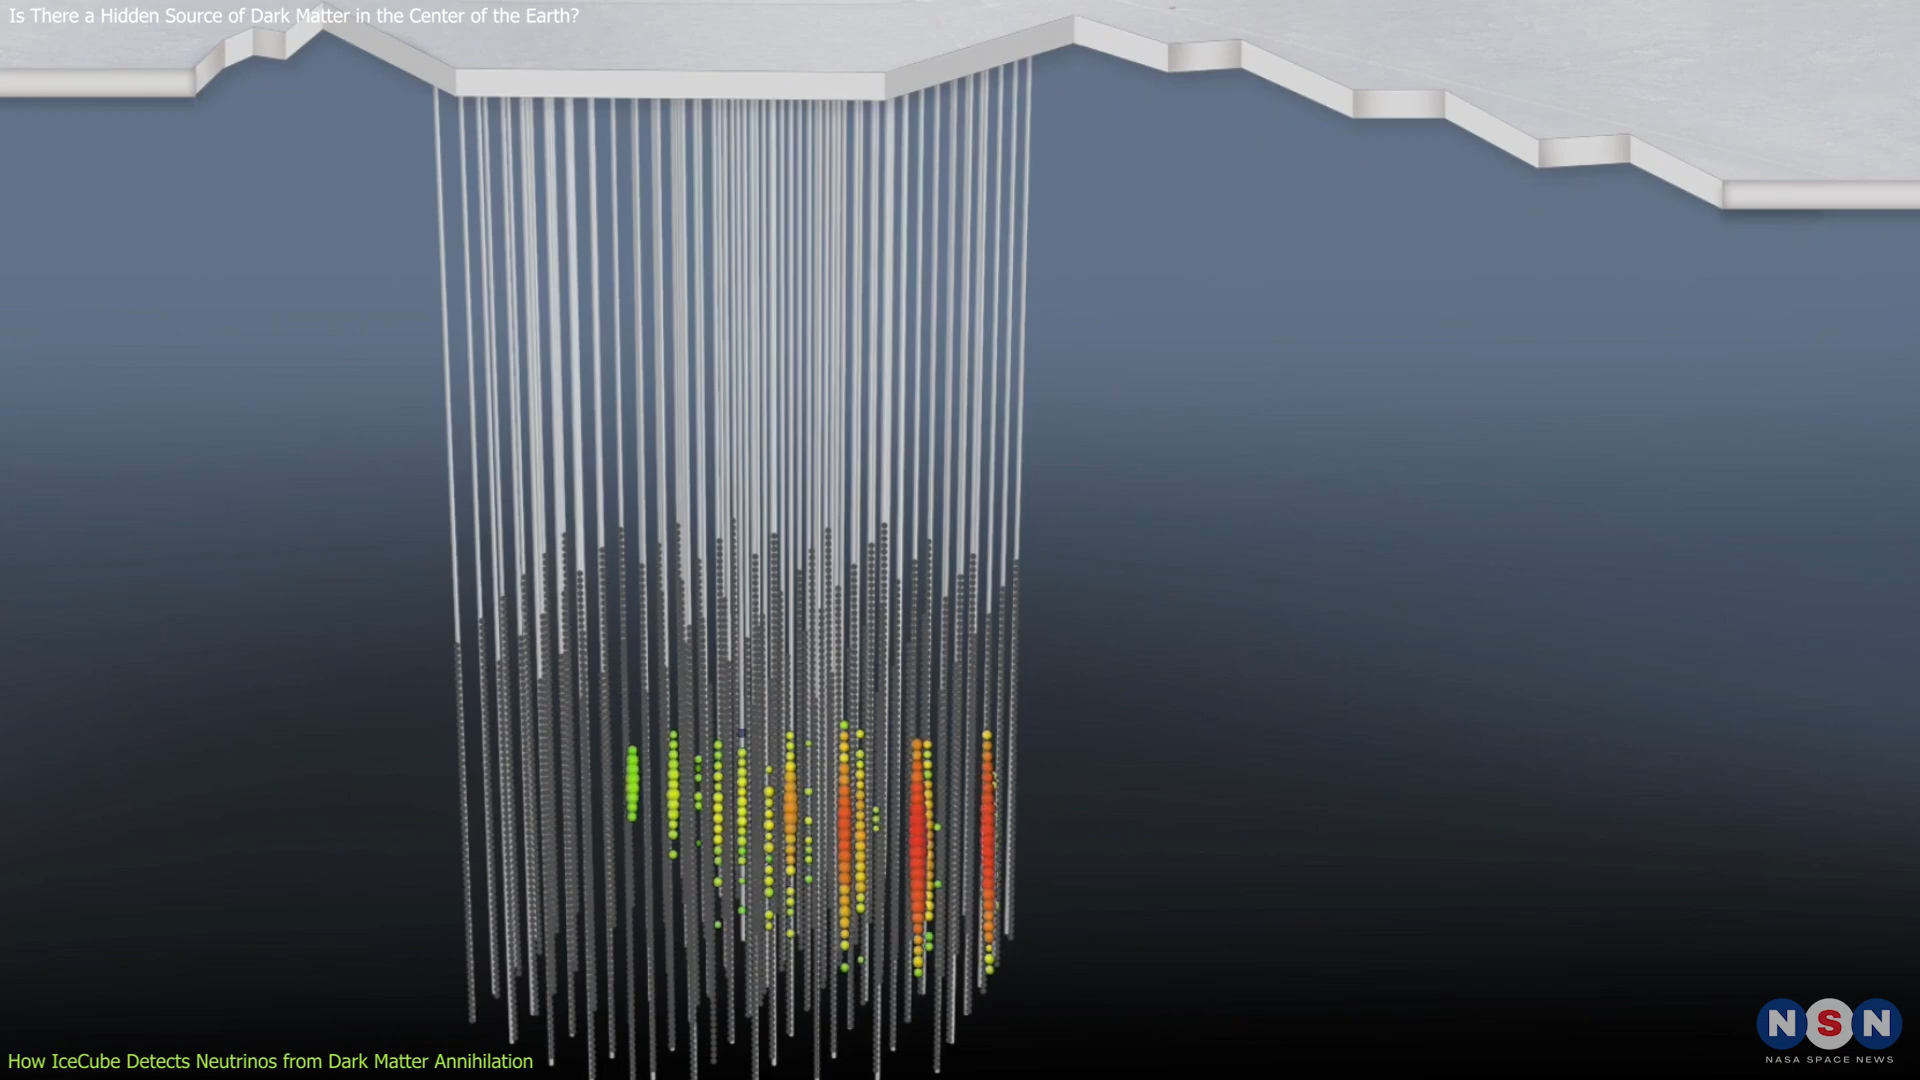 Is There a Hidden Source of Dark Matter in the Center of the Earth?
How IceCube Detects Neutrinos from Dark Matter Annihilation
NSN
NASA SPACE NEWS